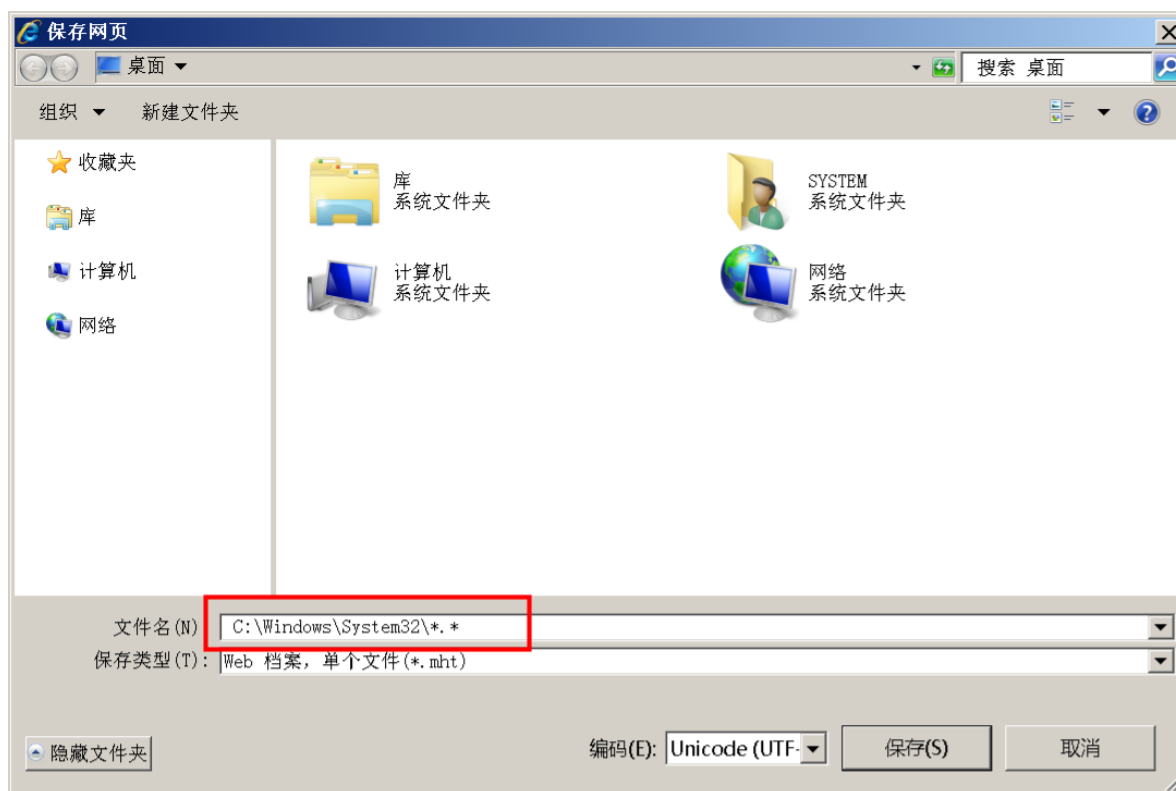 保存网页
桌面
搜索 桌面
组织 新建文件夹
收藏夹
库
计算机
网络
库
系统文件夹
SYSTEM
系统文件夹
计算机
系统文件夹
网络
系统文件夹
文件名(N) C:\Windows\System32\*.*
保存类型(T): Web 档案，单个文件(*.mht)
隐藏文件夹 编码(E): Unicode (UTF- 保存(S) 取消